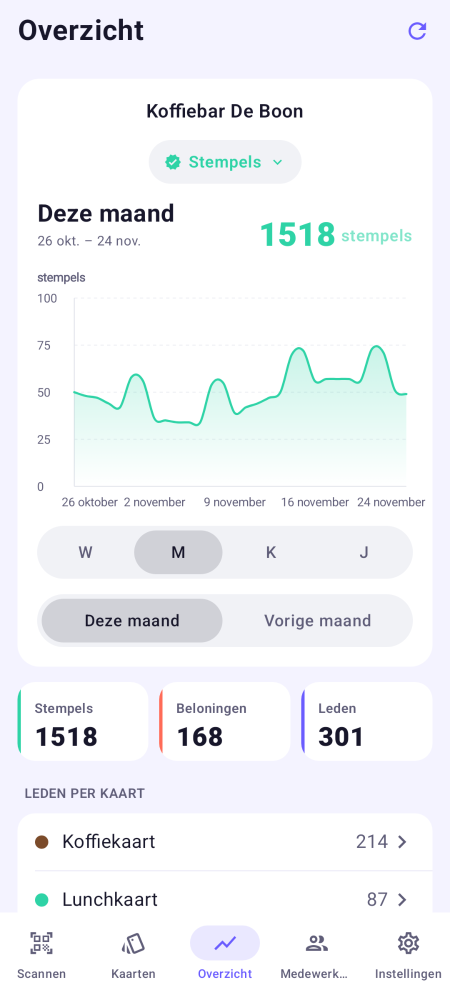 Overzicht
Koffiebar De Boon
Stempels
Deze maand
26 okt. – 24 nov.
1518 stempels
stempels
100
75
50
25
0
26 oktober 2 november 9 november 16 november 24 november
W M K J
Deze maand Vorige maand
Stempels Beloningen Leden
1518 168 301
LEDEN PER KAART
Koffiekaart 214
Lunchkaart 87
Scannen Kaarten Overzicht Medewerk... Instellingen